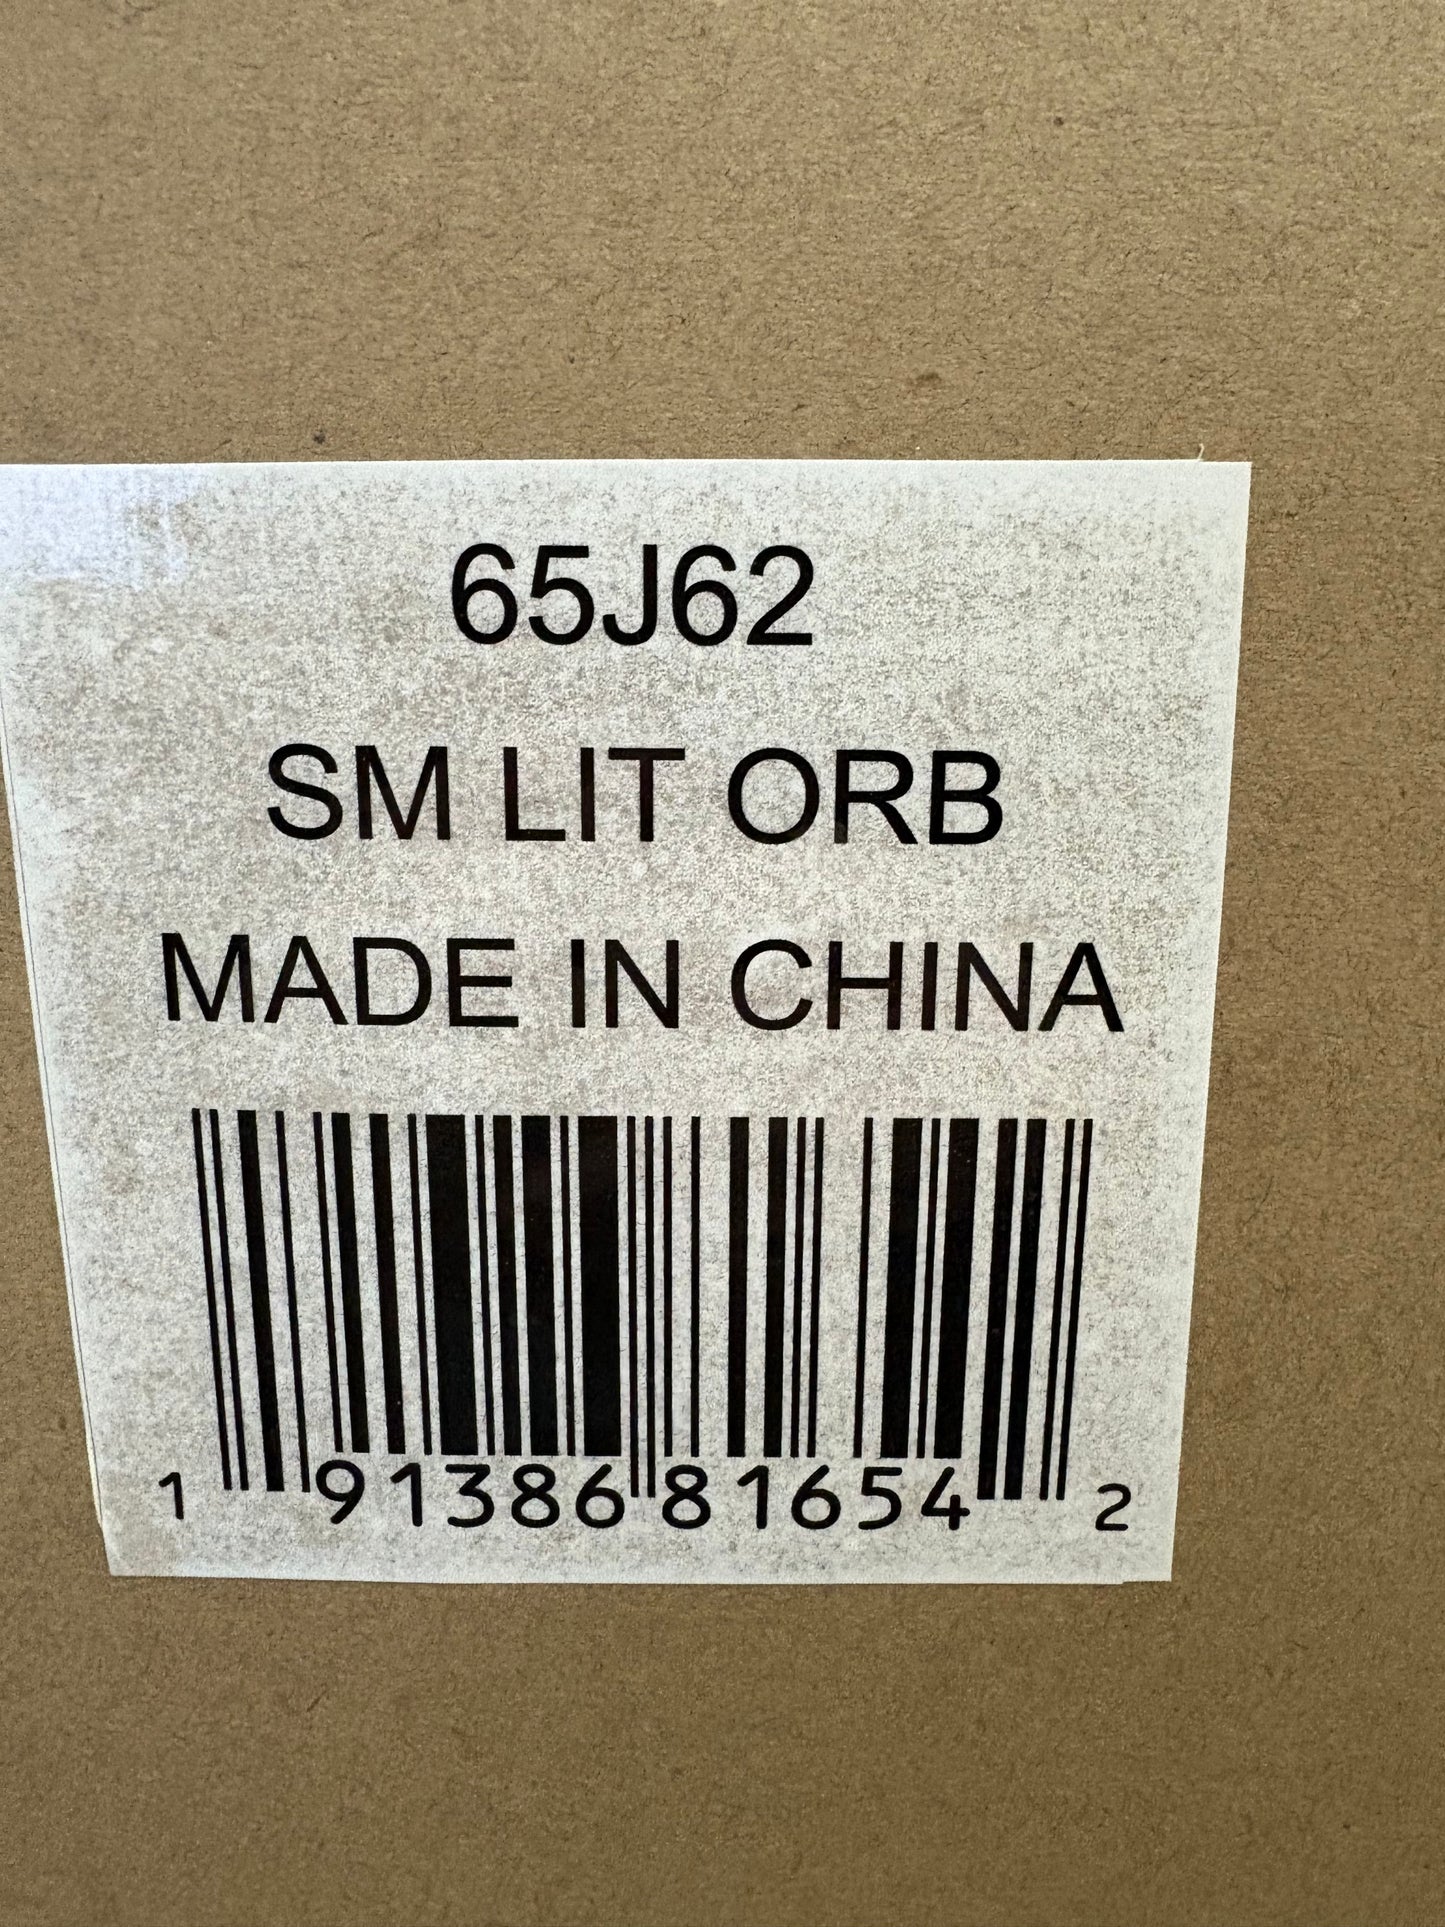 65J62
SM LIT ORB
MADE IN CHINA
1 91386 81654 2